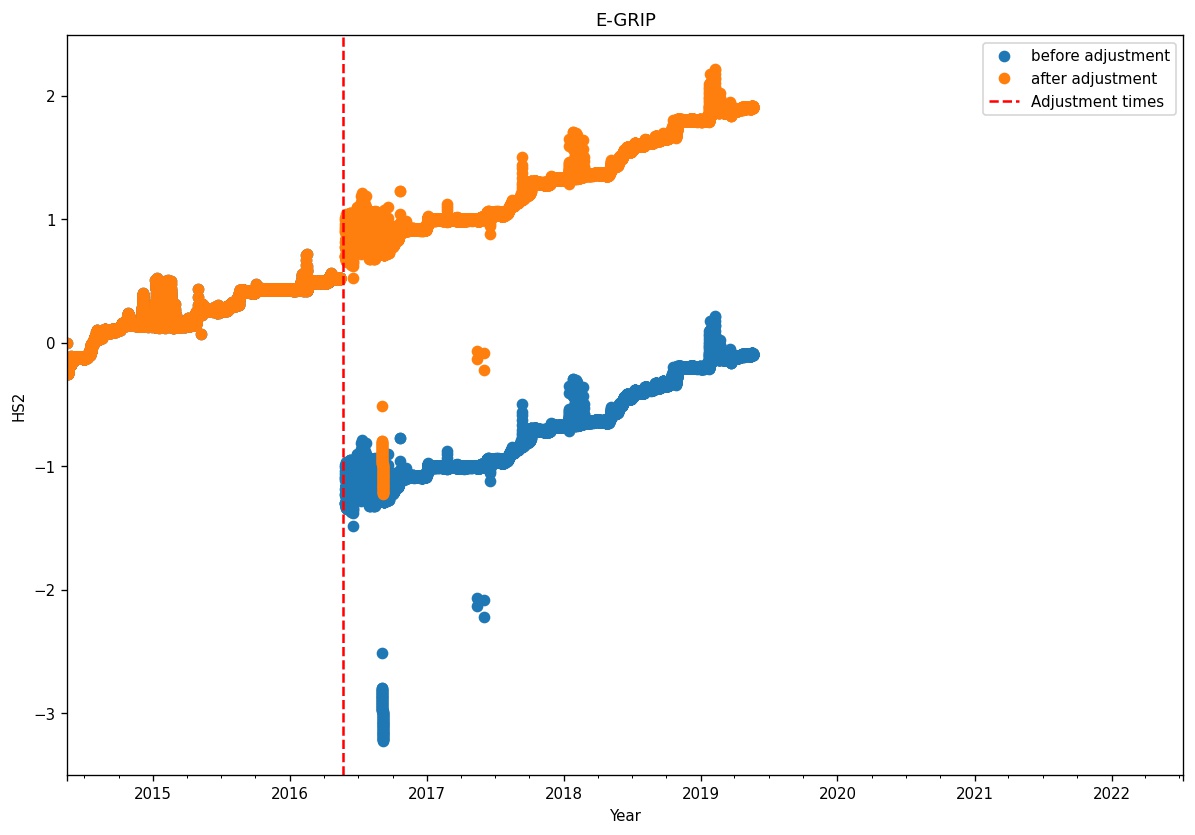 E-GRIP
before adjustment
after adjustment
Adjustment times
HS2
2
1
0
−1
−2
−3
2015 2016 2017 2018 2019 2020 2021 2022
Year